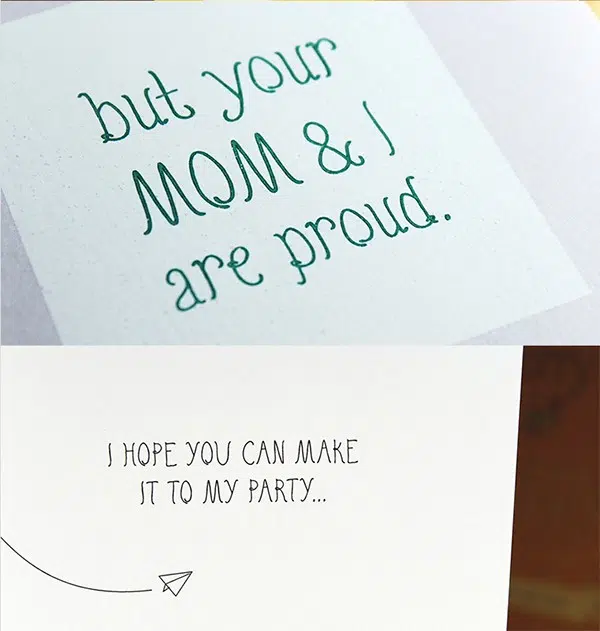 but your
MOM & I
are proud.
I HOPE YOU CAN MAKE
IT TO MY PARTY...